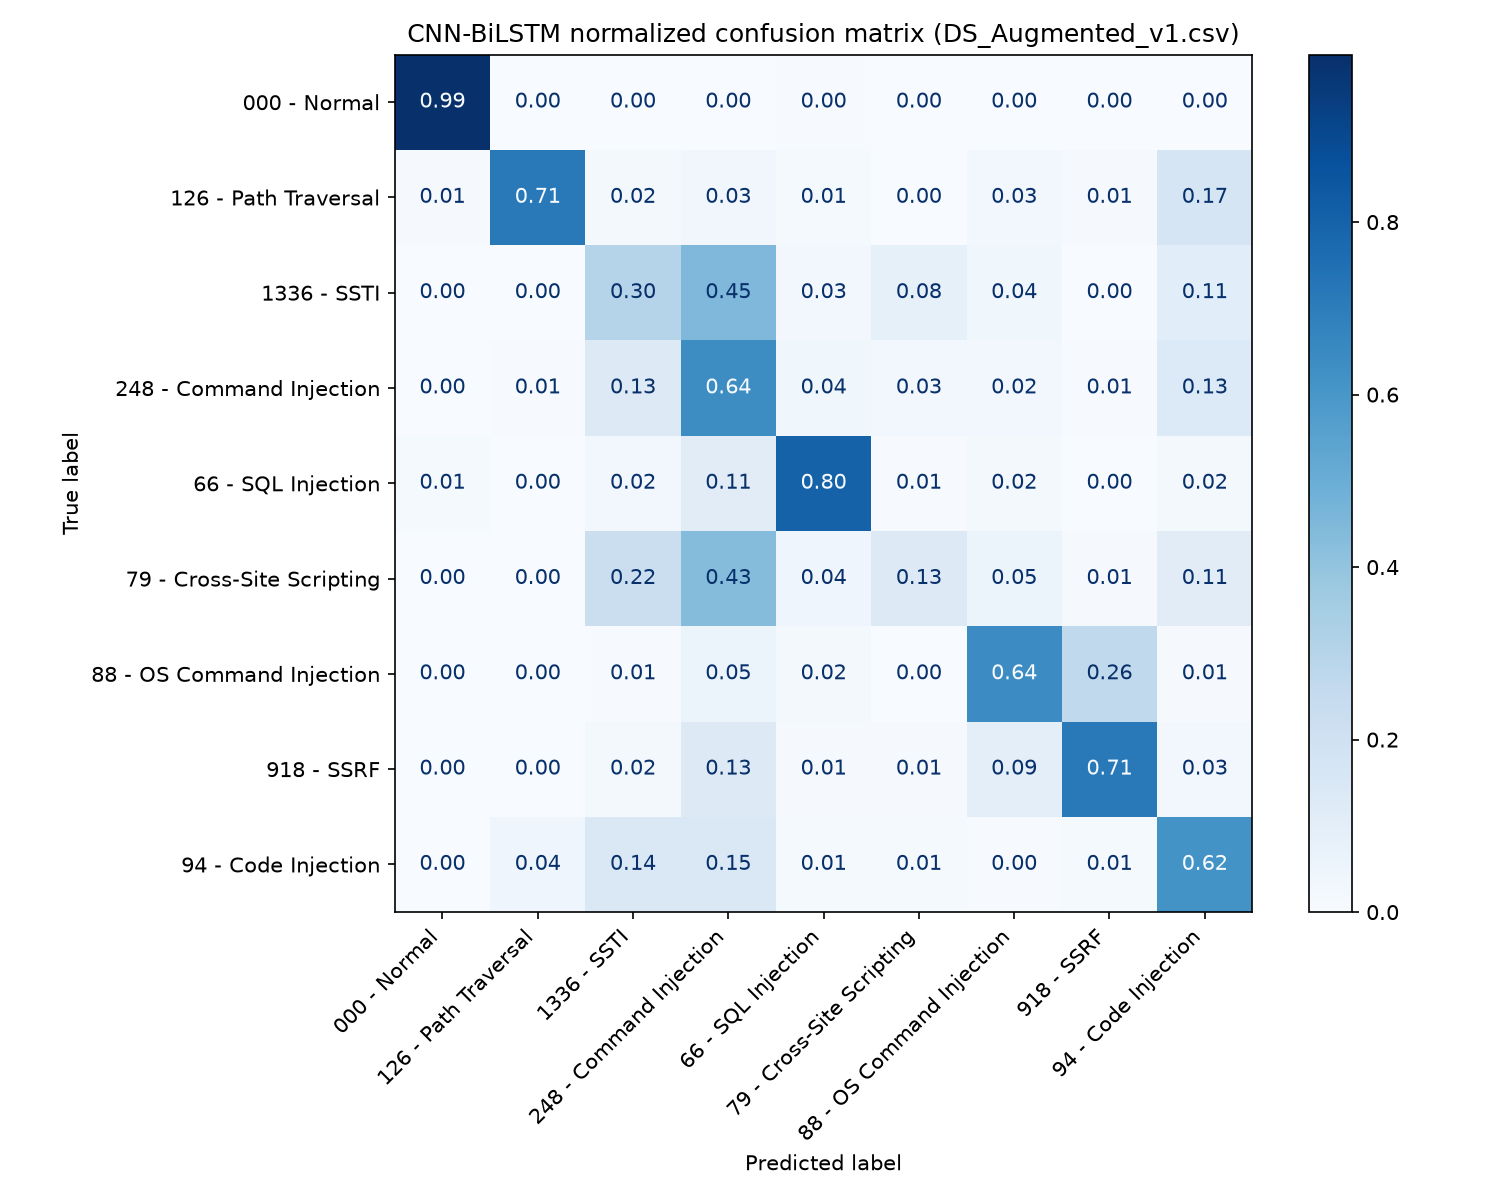 CNN-BiLSTM normalized confusion matrix (DS_Augmented_v1.csv)
True label
000 - Normal 0.99 0.00 0.00 0.00 0.00 0.00 0.00 0.00 0.00
126 - Path Traversal 0.01 0.71 0.02 0.03 0.01 0.00 0.03 0.01 0.17
1336 - SSTI 0.00 0.00 0.30 0.45 0.03 0.08 0.04 0.00 0.11
248 - Command Injection 0.00 0.01 0.13 0.64 0.04 0.03 0.02 0.01 0.13
66 - SQL Injection 0.01 0.00 0.02 0.11 0.80 0.01 0.02 0.00 0.02
79 - Cross-Site Scripting 0.00 0.00 0.22 0.43 0.04 0.13 0.05 0.01 0.11
88 - OS Command Injection 0.00 0.00 0.01 0.05 0.02 0.00 0.64 0.26 0.01
918 - SSRF 0.00 0.00 0.02 0.13 0.01 0.01 0.09 0.71 0.03
94 - Code Injection 0.00 0.04 0.14 0.15 0.01 0.01 0.00 0.01 0.62
000 - Normal
126 - Path Traversal
1336 - SSTI
248 - Command Injection
66 - SQL Injection
79 - Cross-Site Scripting
88 - OS Command Injection
918 - SSRF
94 - Code Injection
Predicted label
0.8
0.6
0.4
0.2
0.0